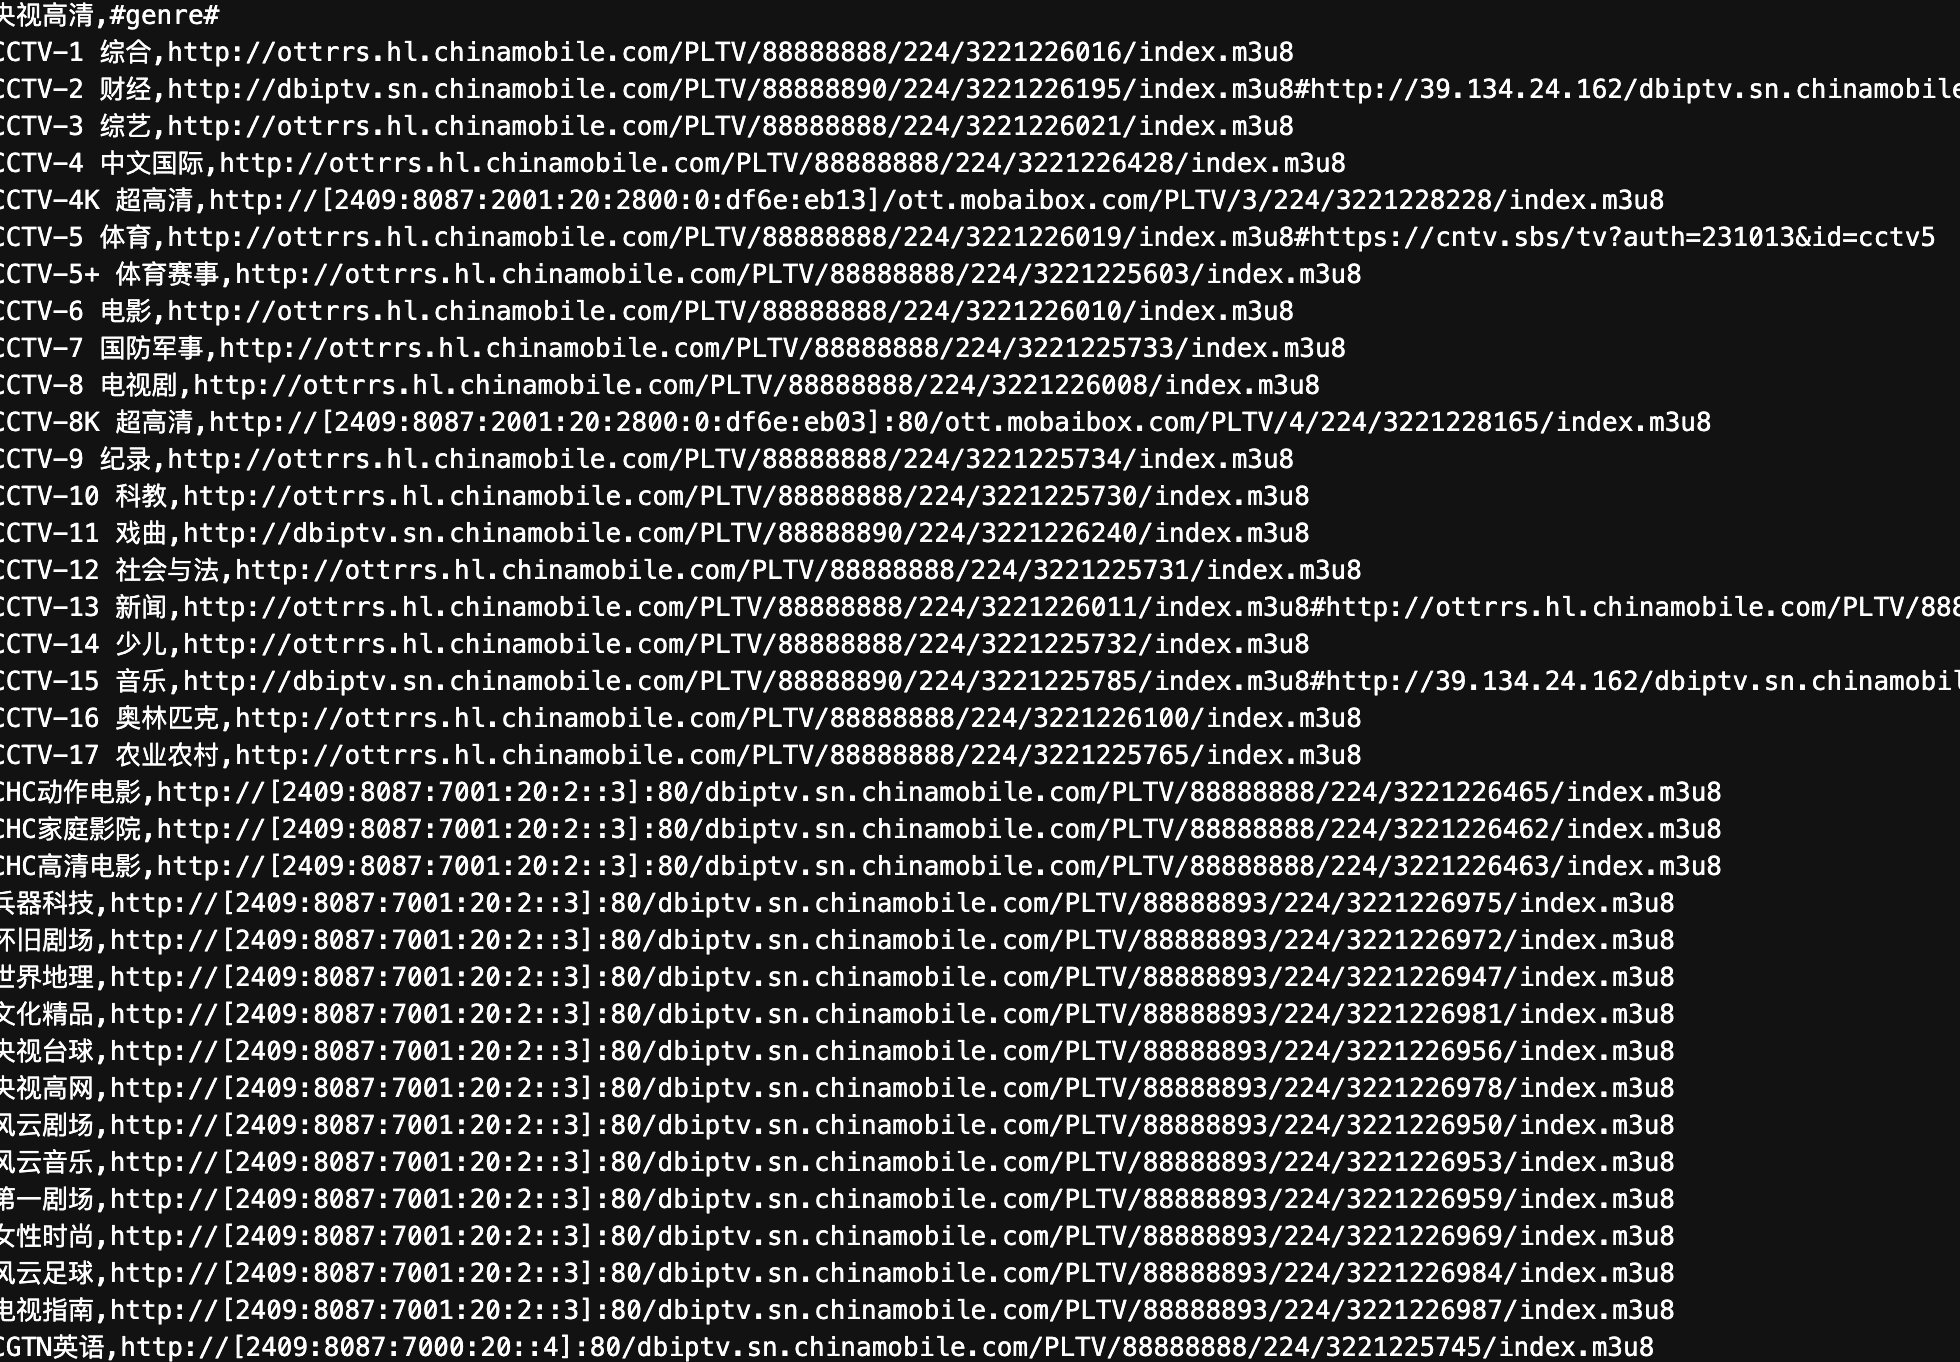 央视高清,#genre#
CCTV-1 综合,http://ottrrs.hl.chinamobile.com/PLTV/88888888/224/3221226016/index.m3u8
CCTV-2 财经,http://dbiptv.sn.chinamobile.com/PLTV/88888890/224/3221226195/index.m3u8#http://39.134.24.162/dbiptv.sn.chinamobile
CCTV-3 综艺,http://ottrrs.hl.chinamobile.com/PLTV/88888888/224/3221226021/index.m3u8
CCTV-4 中文国际,http://ottrrs.hl.chinamobile.com/PLTV/88888888/224/3221226428/index.m3u8
CCTV-4K 超高清,http://[2409:8087:2001:20:2800:0:df6e:eb13]/ott.mobaibox.com/PLTV/3/224/3221228228/index.m3u8
CCTV-5 体育,http://ottrrs.hl.chinamobile.com/PLTV/88888888/224/3221226019/index.m3u8#https://cntv.sbs/tv?auth=231013&id=cctv5
CCTV-5+ 体育赛事,http://ottrrs.hl.chinamobile.com/PLTV/88888888/224/3221225603/index.m3u8
CCTV-6 电影,http://ottrrs.hl.chinamobile.com/PLTV/88888888/224/3221226010/index.m3u8
CCTV-7 国防军事,http://ottrrs.hl.chinamobile.com/PLTV/88888888/224/3221225733/index.m3u8
CCTV-8 电视剧,http://ottrrs.hl.chinamobile.com/PLTV/88888888/224/3221226008/index.m3u8
CCTV-8K 超高清,http://[2409:8087:2001:20:2800:0:df6e:eb03]:80/ott.mobaibox.com/PLTV/4/224/3221228165/index.m3u8
CCTV-9 纪录,http://ottrrs.hl.chinamobile.com/PLTV/88888888/224/3221225734/index.m3u8
CCTV-10 科教,http://ottrrs.hl.chinamobile.com/PLTV/88888888/224/3221225730/index.m3u8
CCTV-11 戏曲,http://dbiptv.sn.chinamobile.com/PLTV/88888890/224/3221226240/index.m3u8
CCTV-12 社会与法,http://ottrrs.hl.chinamobile.com/PLTV/88888888/224/3221225731/index.m3u8
CCTV-13 新闻,http://ottrrs.hl.chinamobile.com/PLTV/88888888/224/3221226011/index.m3u8#http://ottrrs.hl.chinamobile.com/PLTV/888
CCTV-14 少儿,http://ottrrs.hl.chinamobile.com/PLTV/88888888/224/3221225732/index.m3u8
CCTV-15 音乐,http://dbiptv.sn.chinamobile.com/PLTV/88888890/224/3221225785/index.m3u8#http://39.134.24.162/dbiptv.sn.chinamobil
CCTV-16 奥林匹克,http://ottrrs.hl.chinamobile.com/PLTV/88888888/224/3221226100/index.m3u8
CCTV-17 农业农村,http://ottrrs.hl.chinamobile.com/PLTV/88888888/224/3221225765/index.m3u8
CHC动作电影,http://[2409:8087:7001:20:2::3]:80/dbiptv.sn.chinamobile.com/PLTV/88888888/224/3221226465/index.m3u8
CHC家庭影院,http://[2409:8087:7001:20:2::3]:80/dbiptv.sn.chinamobile.com/PLTV/88888888/224/3221226462/index.m3u8
CHC高清电影,http://[2409:8087:7001:20:2::3]:80/dbiptv.sn.chinamobile.com/PLTV/88888888/224/3221226463/index.m3u8
兵器科技,http://[2409:8087:7001:20:2::3]:80/dbiptv.sn.chinamobile.com/PLTV/88888893/224/3221226975/index.m3u8
怀旧剧场,http://[2409:8087:7001:20:2::3]:80/dbiptv.sn.chinamobile.com/PLTV/88888893/224/3221226972/index.m3u8
世界地理,http://[2409:8087:7001:20:2::3]:80/dbiptv.sn.chinamobile.com/PLTV/88888893/224/3221226947/index.m3u8
文化精品,http://[2409:8087:7001:20:2::3]:80/dbiptv.sn.chinamobile.com/PLTV/88888893/224/3221226981/index.m3u8
央视台球,http://[2409:8087:7001:20:2::3]:80/dbiptv.sn.chinamobile.com/PLTV/88888893/224/3221226956/index.m3u8
央视高网,http://[2409:8087:7001:20:2::3]:80/dbiptv.sn.chinamobile.com/PLTV/88888893/224/3221226978/index.m3u8
风云剧场,http://[2409:8087:7001:20:2::3]:80/dbiptv.sn.chinamobile.com/PLTV/88888893/224/3221226950/index.m3u8
风云音乐,http://[2409:8087:7001:20:2::3]:80/dbiptv.sn.chinamobile.com/PLTV/88888893/224/3221226953/index.m3u8
第一剧场,http://[2409:8087:7001:20:2::3]:80/dbiptv.sn.chinamobile.com/PLTV/88888893/224/3221226959/index.m3u8
女性时尚,http://[2409:8087:7001:20:2::3]:80/dbiptv.sn.chinamobile.com/PLTV/88888893/224/3221226969/index.m3u8
风云足球,http://[2409:8087:7001:20:2::3]:80/dbiptv.sn.chinamobile.com/PLTV/88888893/224/3221226984/index.m3u8
电视指南,http://[2409:8087:7001:20:2::3]:80/dbiptv.sn.chinamobile.com/PLTV/88888893/224/3221226987/index.m3u8
CGTN英语,http://[2409:8087:7000:20::4]:80/dbiptv.sn.chinamobile.com/PLTV/88888888/224/3221225745/index.m3u8